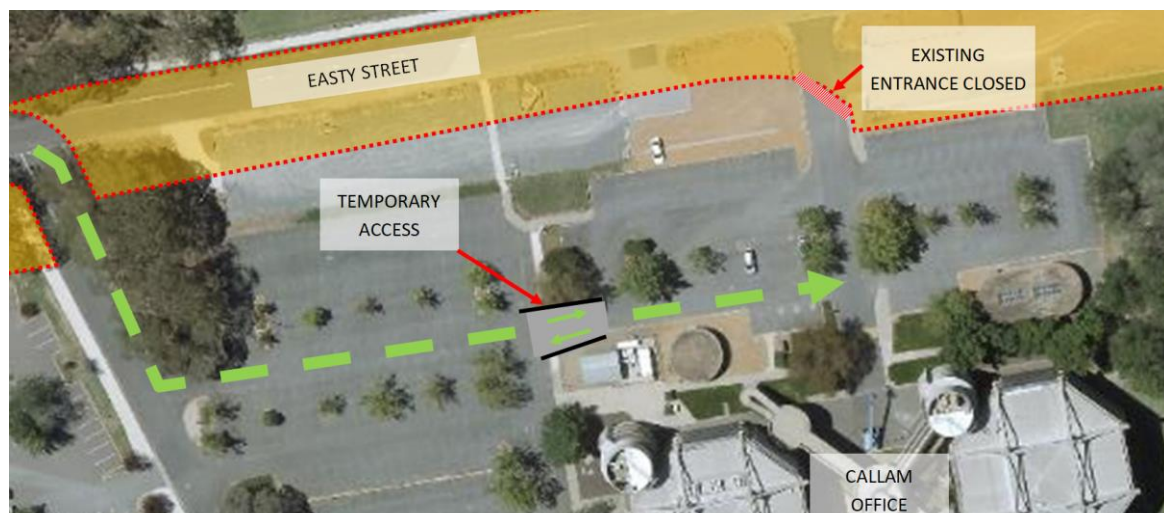 EASTY STREET
EXISTING
ENTRANCE CLOSED
TEMPORARY
ACCESS
CALLAM
OFFICE